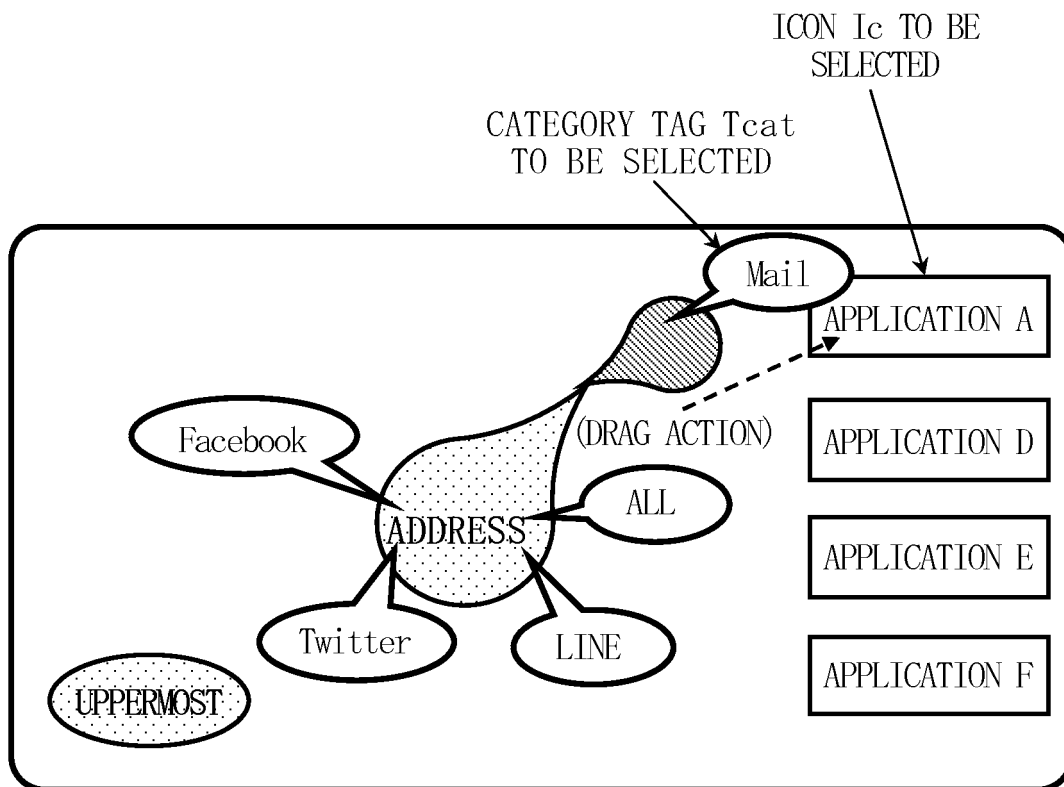 ICON Ic TO BE
SELECTED
CATEGORY TAG Tcat
TO BE SELECTED
Mail
APPLICATION A
(DRAG ACTION)
APPLICATION D
Facebook
ALL
ADDRESS
APPLICATION E
Twitter
LINE
APPLICATION F
UPPERMOST